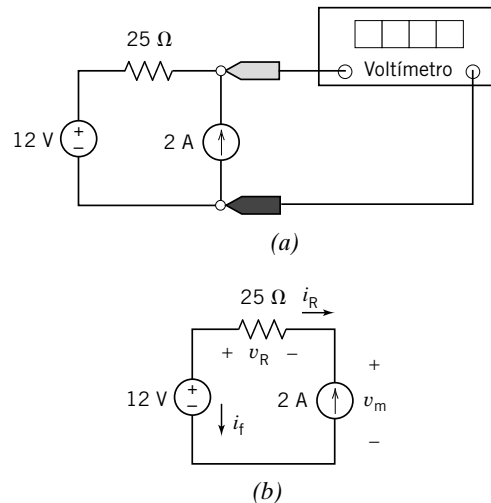 25 Ω
Voltímetro
12 V
+
–
2 A
(a)
25 Ω
i_R
+ v_R –
12 V
+
–
i_f
2 A
+
v_m
–
(b)